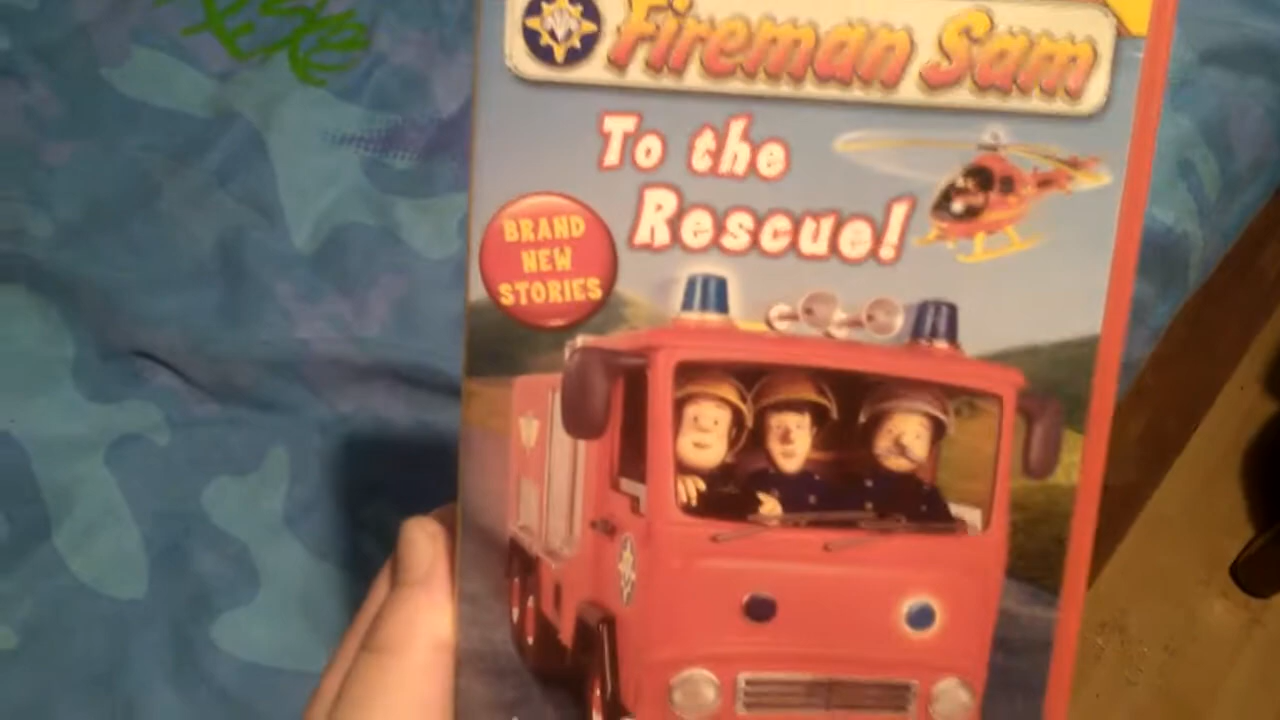 Fireman Sam
To the
Rescue!
BRAND
NEW
STORIES